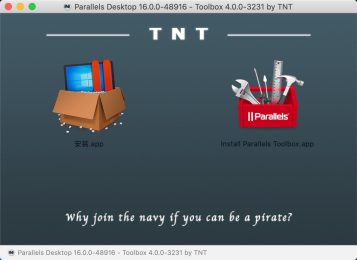 Parallels Desktop 16.0.0-48916 - Toolbox 4.0.0-3231 by TNT
TNT
Parallels
安易.app
Install Parallels Toolbox.app
Why join the navy if you can be a pirate?
Parallels Desktop 16.0.0-48916 - Toolbox 4.0.0-3231 by TNT